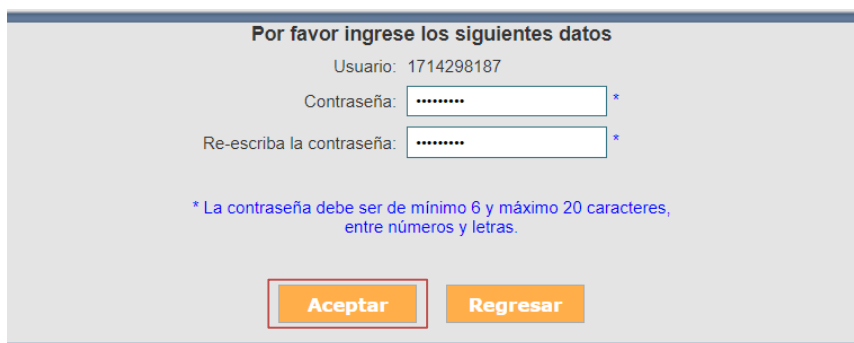 Por favor ingrese los siguientes datos
Usuario: 1714298187
Contraseña: ••••••••• *
Re-escriba la contraseña: ••••••••• *
* La contraseña debe ser de mínimo 6 y máximo 20 caracteres,
entre números y letras.
Aceptar Regresar